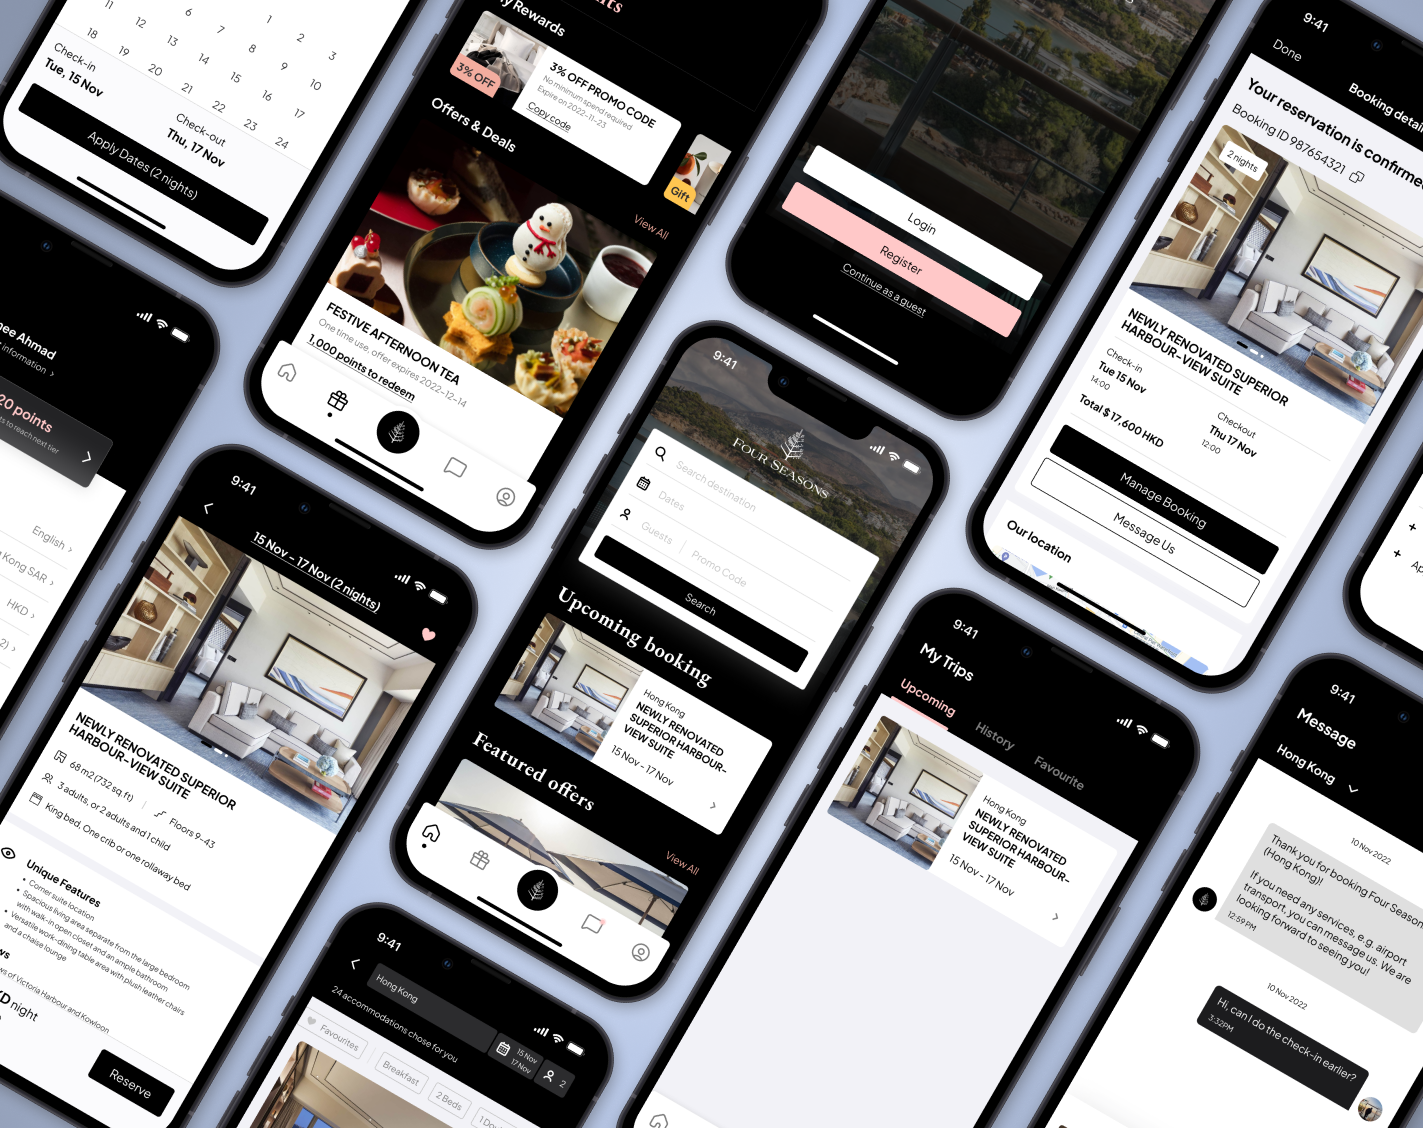 11
12
13
14
15
16
17
6
7
8
9
10
1
2
3
18
19
20
21
22
23
24
Check-in
Tue, 15 Nov
Check-out
Thu, 17 Nov
Apply Dates (2 nights)
Rewards
3% OFF
3% OFF PROMO CODE
No minimum spend required
Expire on 2022-11-23
Copy code
Gift
Offers & Deals
View All
FESTIVE AFTERNOON TEA
One time use, offer expires 2022-12-14
1,000 points to redeem
Login
Register
Continue as a guest
9:41
Done
Booking
Your reservation is
Booking ID 987654321
2 nights
NEWLY RENOVATED SUPERIOR
HARBOUR-VIEW SUITE
Check-in
Tue 15 Nov
14:00
Checkout
Thu 17 Nov
12:00
Total $ 17,600 HKD
Manage Booking
Message Us
Our location
Ahmad
information >
20 points
to reach next tier
English >
Kong SAR >
HKD >
2) >
9:41
15 Nov - 17 Nov (2 nights)
NEWLY RENOVATED SUPERIOR
HARBOUR-VIEW SUITE
68 m2 (732 sq.ft)
Floors 9-43
3 adults, or 2 adults and 1 child
King bed, One crib or one rollaway bed
Unique Features
• Corner suite location
• Spacious living area separate from the large bedroom
with walk-in open closet and an ample bathroom
• Versatile work-dining table area with plush leather chairs
and a chaise lounge
of Victoria Harbour and Kowloon
night
Reserve
9:41
FOUR SEASONS
Search destination
Dates
Guests
Promo Code
Search
Upcoming booking
Hong Kong
NEWLY RENOVATED
SUPERIOR HARBOUR-
VIEW SUITE
15 Nov - 17 Nov
Featured offers
View All
9:41
Hong Kong
15 Nov
17 Nov
2
24 accommodations chose for you
Favourites
Breakfast
2 Beds
9:41
My Trips
Upcoming
History
Favourite
Hong Kong
NEWLY RENOVATED
SUPERIOR HARBOUR-
VIEW SUITE
15 Nov - 17 Nov
9:41
Message
Hong Kong
10 Nov 2022
Thank you for booking Four
(Hong Kong)!
If you need any services, e.g. airport
transport, you can message us. We are
looking forward to seeing you!
12:59PM
10 Nov 2022
Hi, can I do the check-in earlier?
3:32PM
+
+